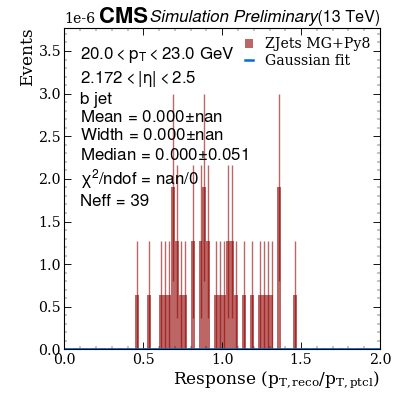 1e-6 CMS Simulation Preliminary (13 TeV)
Events
20.0 < pT < 23.0 GeV
2.172 < |η| < 2.5
b jet
Mean = 0.000±nan
Width = 0.000±nan
Median = 0.000±0.051
χ²/ndof = nan/0
Neff = 39
ZJets MG+Py8
Gaussian fit
3.5
3.0
2.5
2.0
1.5
1.0
0.5
0.0
0.0 0.5 1.0 1.5 2.0
Response (pT,reco/pT,ptcl)